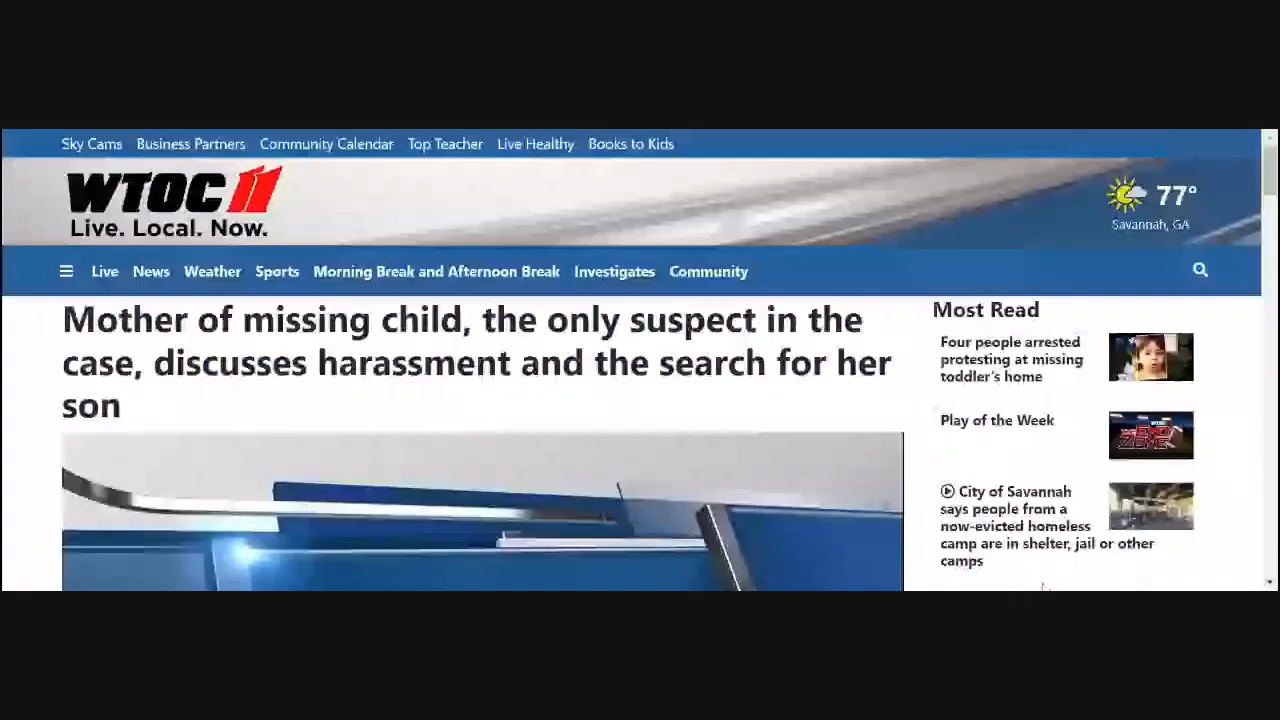 Sky Cams Business Partners Community Calendar Top Teacher Live Healthy Books to Kids
WTOC 11
Live. Local. Now.
77°
Savannah, GA
Live News Weather Sports Morning Break and Afternoon Break Investigates Community
Mother of missing child, the only suspect in the
case, discusses harassment and the search for her
son
Most Read
Four people arrested
protesting at missing
toddler's home
Play of the Week
END
ZONE
City of Savannah
says people from a
now-evicted homeless
camp are in shelter, jail or other
camps